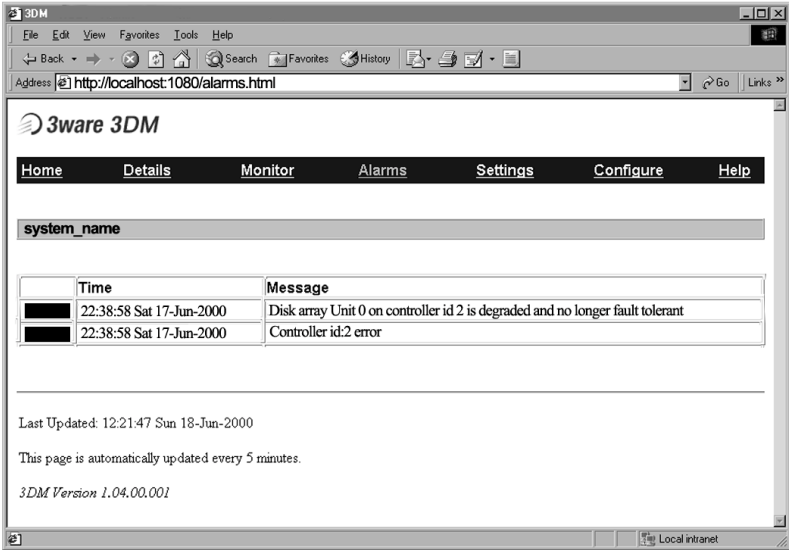 3DM
File Edit View Favorites Tools Help
Back Search Favorites History
Address http://localhost:1080/alarms.html Go Links »
3ware 3DM
Home Details Monitor Alarms Settings Configure Help
system_name
Time Message
22:38:58 Sat 17-Jun-2000 Disk array Unit 0 on controller id 2 is degraded and no longer fault tolerant
22:38:58 Sat 17-Jun-2000 Controller id:2 error
Last Updated: 12:21:47 Sun 18-Jun-2000
This page is automatically updated every 5 minutes.
3DM Version 1.04.00.001
Local intranet